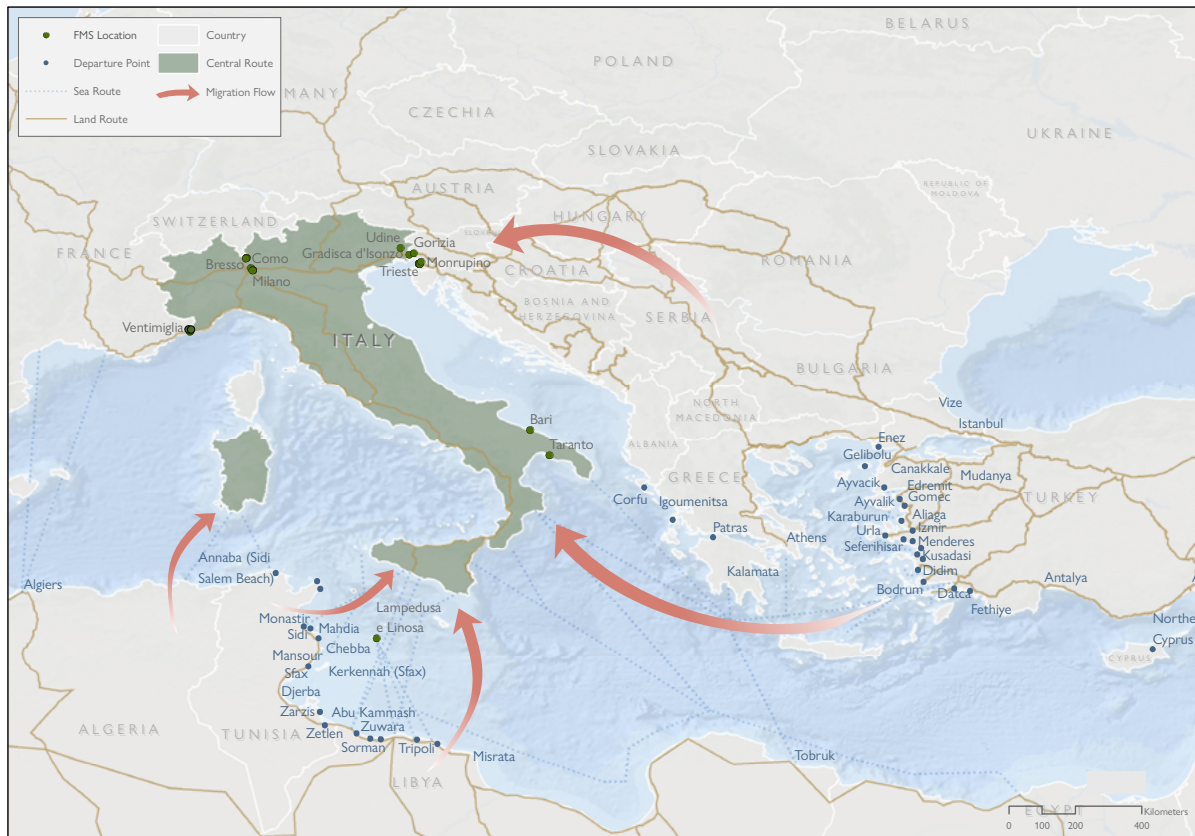 FMS Location
Country
Departure Point
Central Route
Sea Route
Migration Flow
Land Route
MANY
BELARUS
POLAND
CZECHIA
UKRAINE
SLOVAKIA
REPUBLIC OF
MOLDOVA
AUSTRIA
SWITZERLAND
HUNGARY
FRANCE
Udine
Gorizia
Gradisca d'Isonzo
Monrupino
Trieste
Como
Bresso
Milano
CROATIA
ROMANIA
BOSNIA AND
HERZEGOVINA
SERBIA
Ventimiglia
ITALY
BULGARIA
NORTH
MACEDONIA
Vize
Istanbul
Bari
Taranto
ALBANIA
GREECE
Enez
Gelibolu
Canakkale
Mudanya
Edremit
Ayvacik
Gomec
Ayvalik
TURKEY
Corfu
Igoumenitsa
Karaburun
Aliaga
Izmir
Patras
Athens
Urla
Menderes
Seferihisar
Kusadasi
Kalamata
Didim
Bodrum
Datca
Antalya
Fethiye
Algiers
Annaba (Sidi
Salem Beach)
Lampedusa
e Linosa
Monastir
Mahdia
Sidi
Chebba
Mansour
Kerkennah (Sfax)
Sfax
Djerba
Zarzis
Abu Kammash
Zuwara
Zetlen
Sorman
Tripoli
Misrata
Tobruk
Northe
Cyprus
CYPRUS
ALGERIA
TUNISIA
LIBYA
EGYPT
Kilometers
0 100 200 400